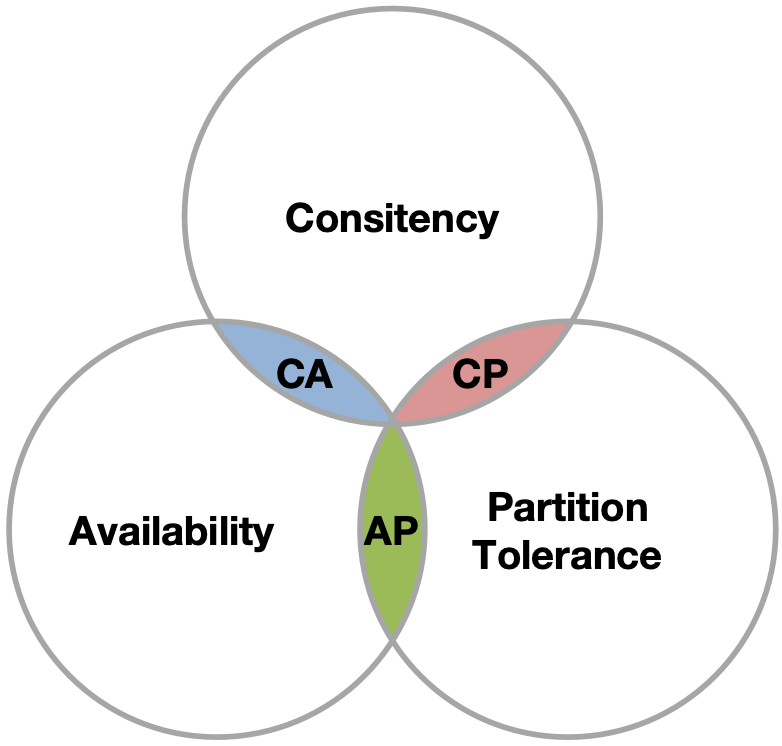 Consitency
CA
CP
Availability
AP
Partition
Tolerance